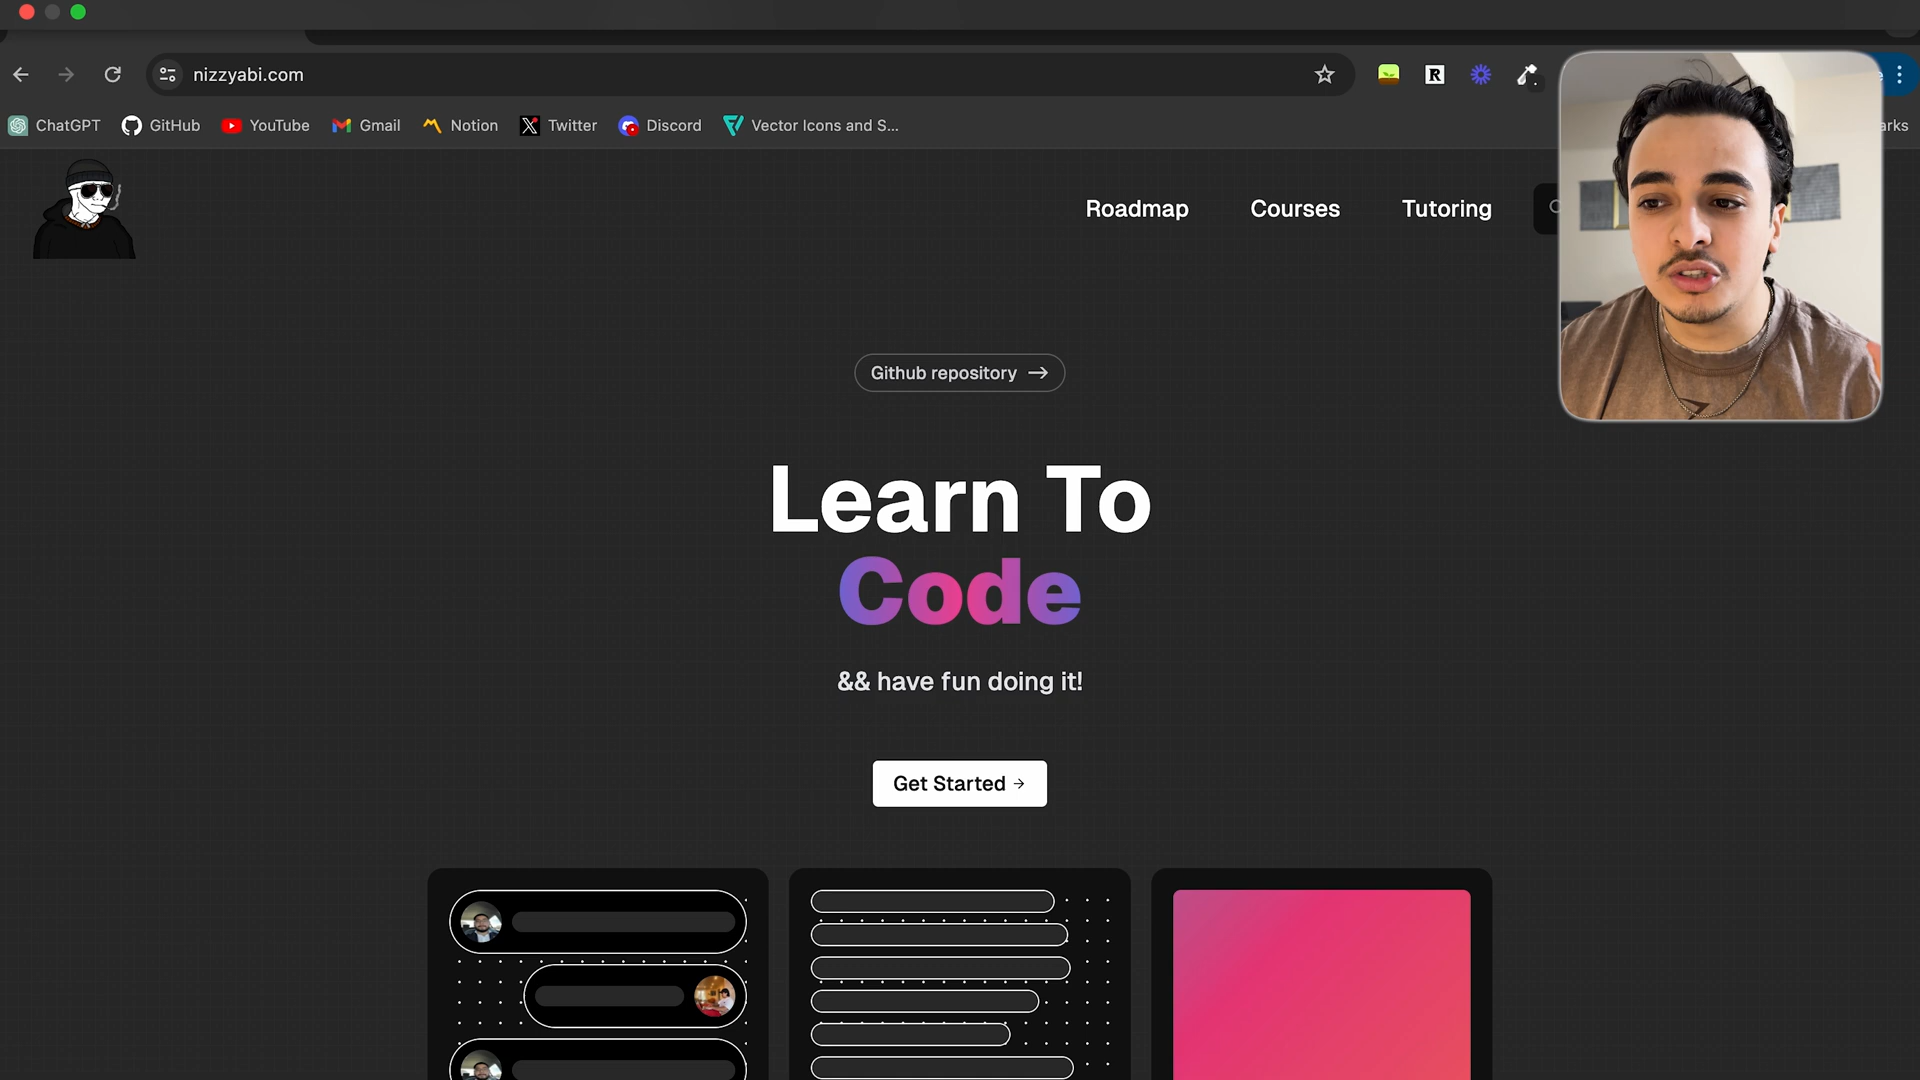 nizzyabi.com
ChatGPT
GitHub
YouTube
Gmail
Notion
Twitter
Discord
Vector Icons and S...
arks
Roadmap
Courses
Tutoring
Github repository →
Learn To
Code
&& have fun doing it!
Get Started →